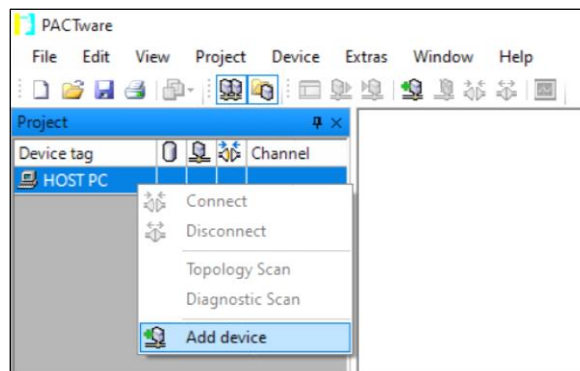 PACTware
File Edit View Project Device Extras Window Help
Project
Device tag Channel
HOST PC
Connect
Disconnect
Topology Scan
Diagnostic Scan
Add device